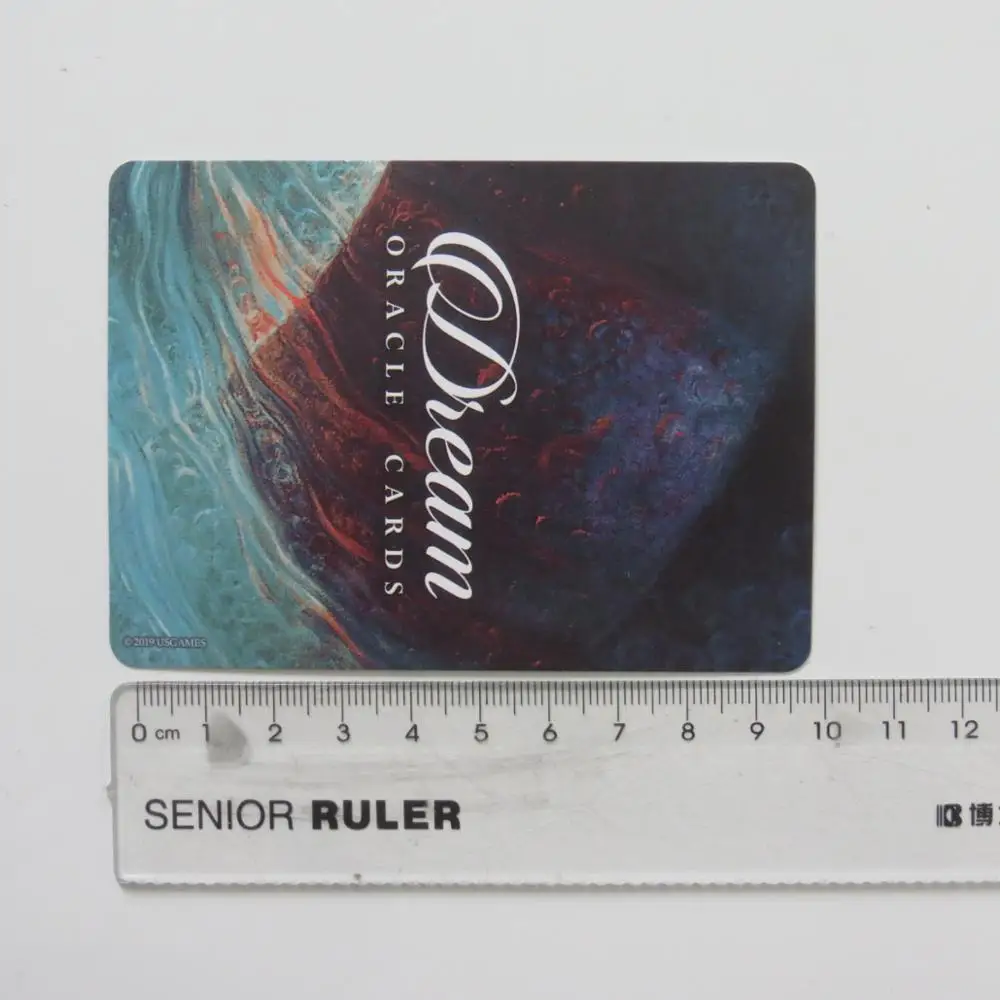 Dream
ORACLE CARDS
© 2019 USGAMES
0 cm 1 2 3 4 5 6 7 8 9 10 11 12
SENIOR RULER
博